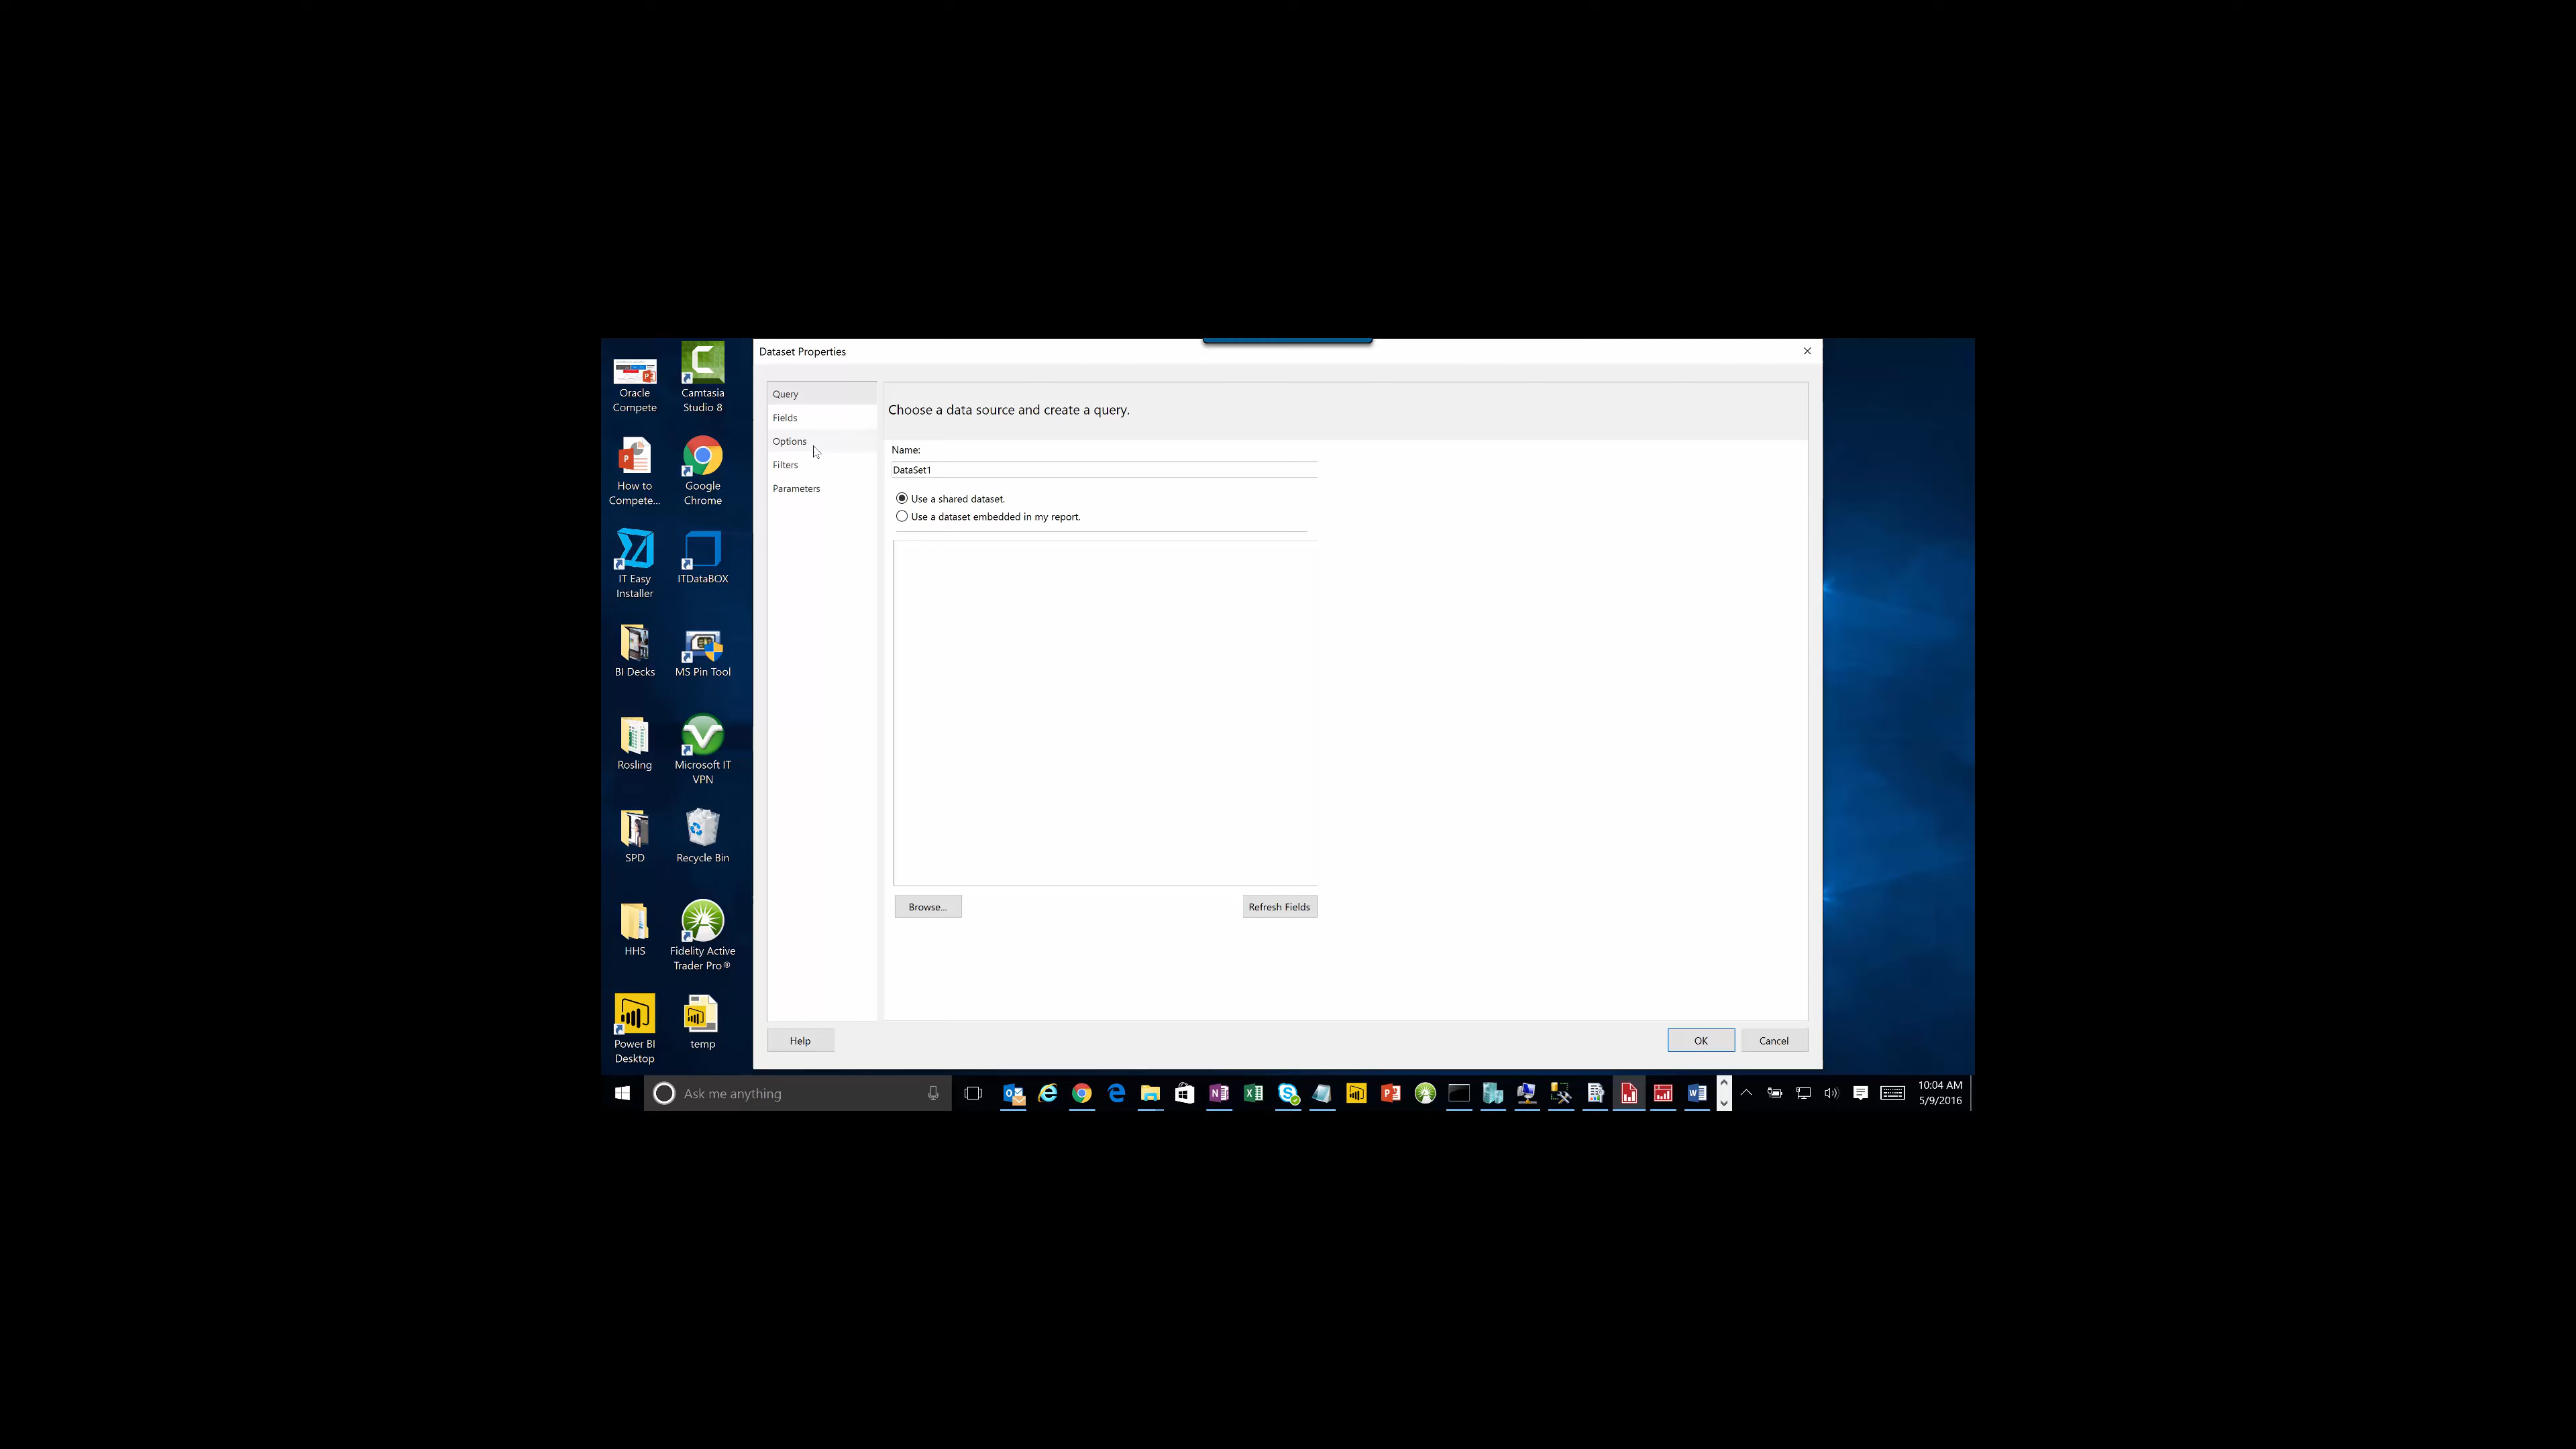 Dataset Properties
Query
Fields
Options
Filters
Parameters
Choose a data source and create a query.
Name:
DataSet1
Use a shared dataset.
Use a dataset embedded in my report.
Browse...
Refresh Fields
Help
OK
Cancel
Oracle
Compete
Camtasia
Studio 8
How to
Compete...
Google
Chrome
IT Easy
Installer
ITDataBOX
BI Decks
MS Pin Tool
Rosling
Microsoft IT
VPN
SPD
Recycle Bin
HHS
Fidelity Active
Trader Pro®
Power BI
Desktop
temp
Ask me anything
10:04 AM
5/9/2016